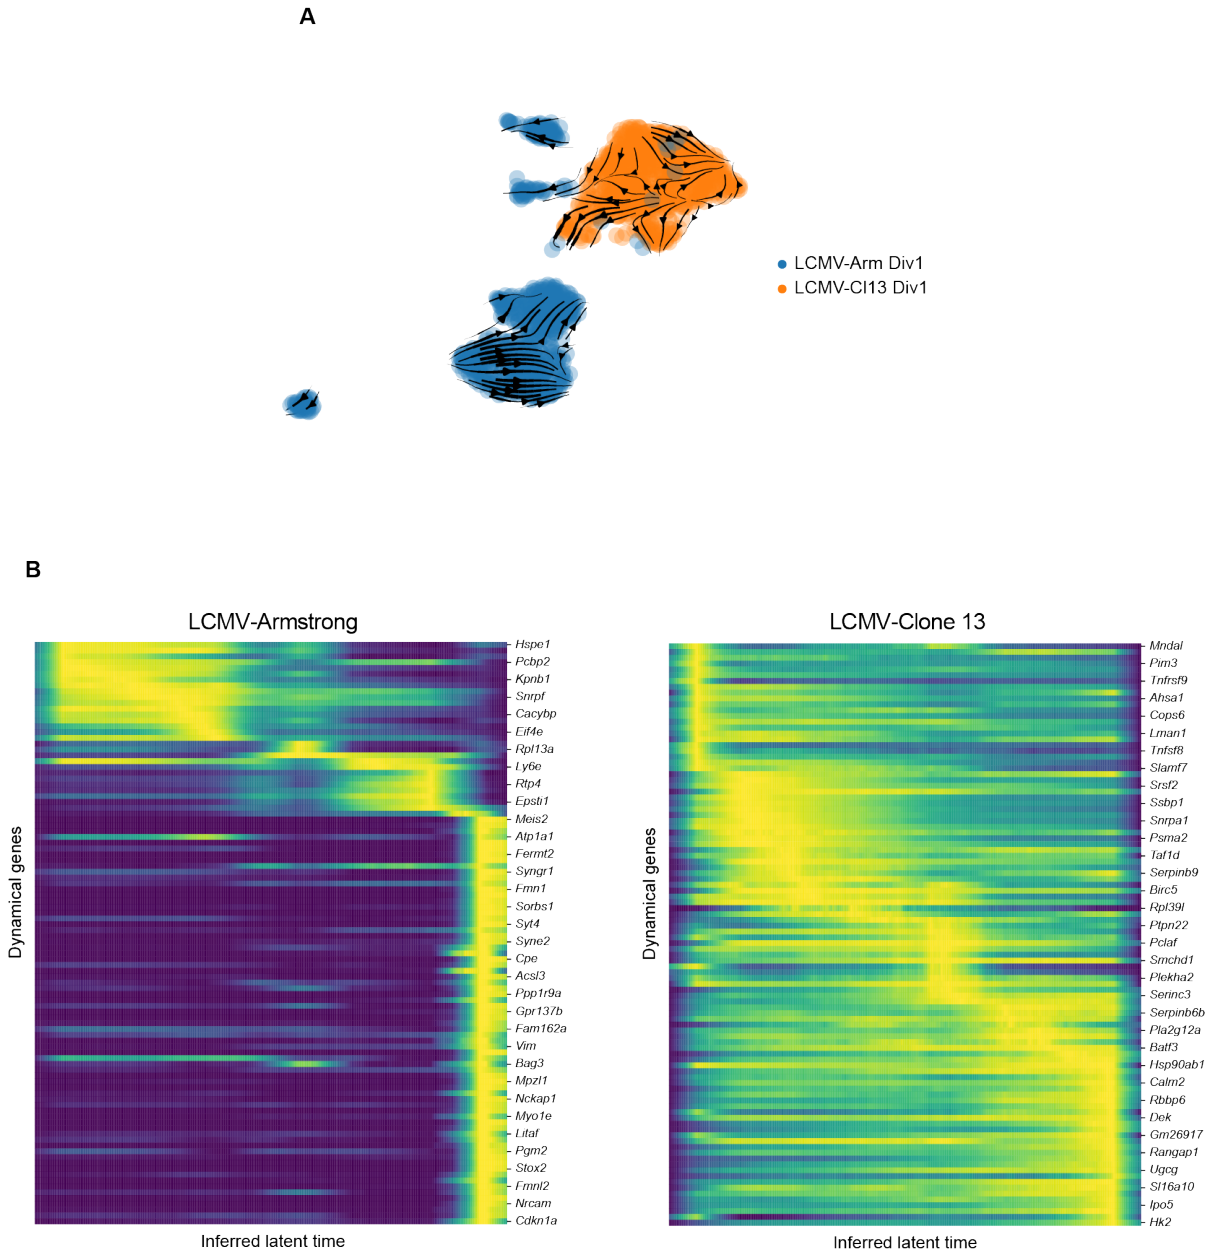 A
LCMV-Arm Div1
LCMV-Cl13 Div1
B
LCMV-Armstrong
Dynamical genes
Hspe1
Pcbp2
Kpnb1
Snrpf
Cacybp
Eif4e
Rpl13a
Ly6e
Rtp4
Epsti1
Meis2
Atp1a1
Fermt2
Syngr1
Fmn1
Sorbs1
Syt4
Syne2
Cpe
Acsl3
Ppp1r9a
Gpr137b
Fam162a
Vim
Bag3
Mpzl1
Nckap1
Myo1e
Litaf
Pgm2
Stox2
Fmnl2
Nrcam
Cdkn1a
Inferred latent time
LCMV-Clone 13
Dynamical genes
Mndal
Pim3
Tnfrsf9
Ahsa1
Cops6
Lman1
Tnfsf8
Slamf7
Srsf2
Ssbp1
Snrpa1
Psma2
Taf1d
Serpinb9
Birc5
Rpl39l
Ptpn22
Pclaf
Smchd1
Plekha2
Serinc3
Serpinb6b
Pla2g12a
Batf3
Hsp90ab1
Calm2
Rbbp6
Dek
Gm26917
Rangap1
Ugcg
Sl16a10
Ipo5
Hk2
Inferred latent time